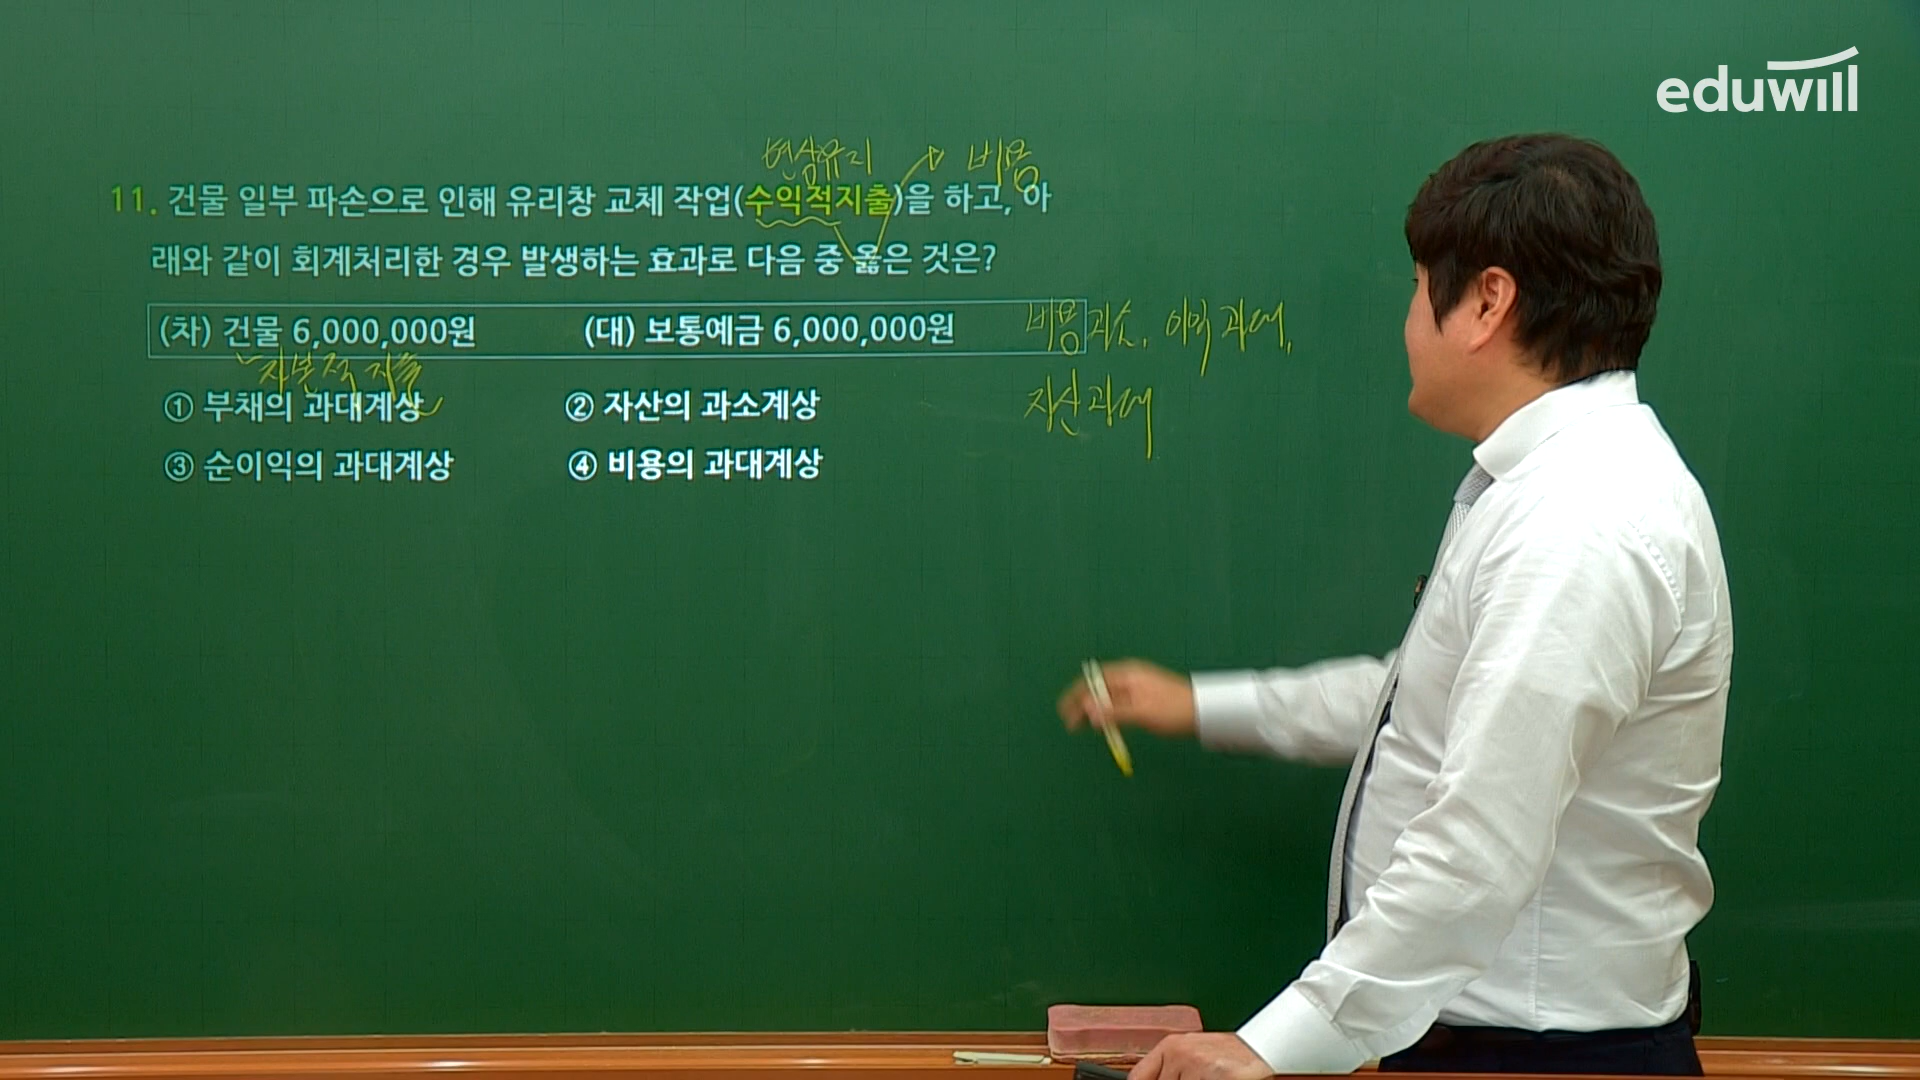 eduwill
현상유지 → 비용
11. 건물 일부 파손으로 인해 유리창 교체 작업(수익적지출)을 하고, 아
래와 같이 회계처리한 경우 발생하는 효과로 다음 중 옳은 것은?
(차) 건물 6,000,000원 (대) 보통예금 6,000,000원
비용과소, 이익과대,
자본적 지출
자산과대
① 부채의 과대계상 ② 자산의 과소계상
③ 순이익의 과대계상 ④ 비용의 과대계상